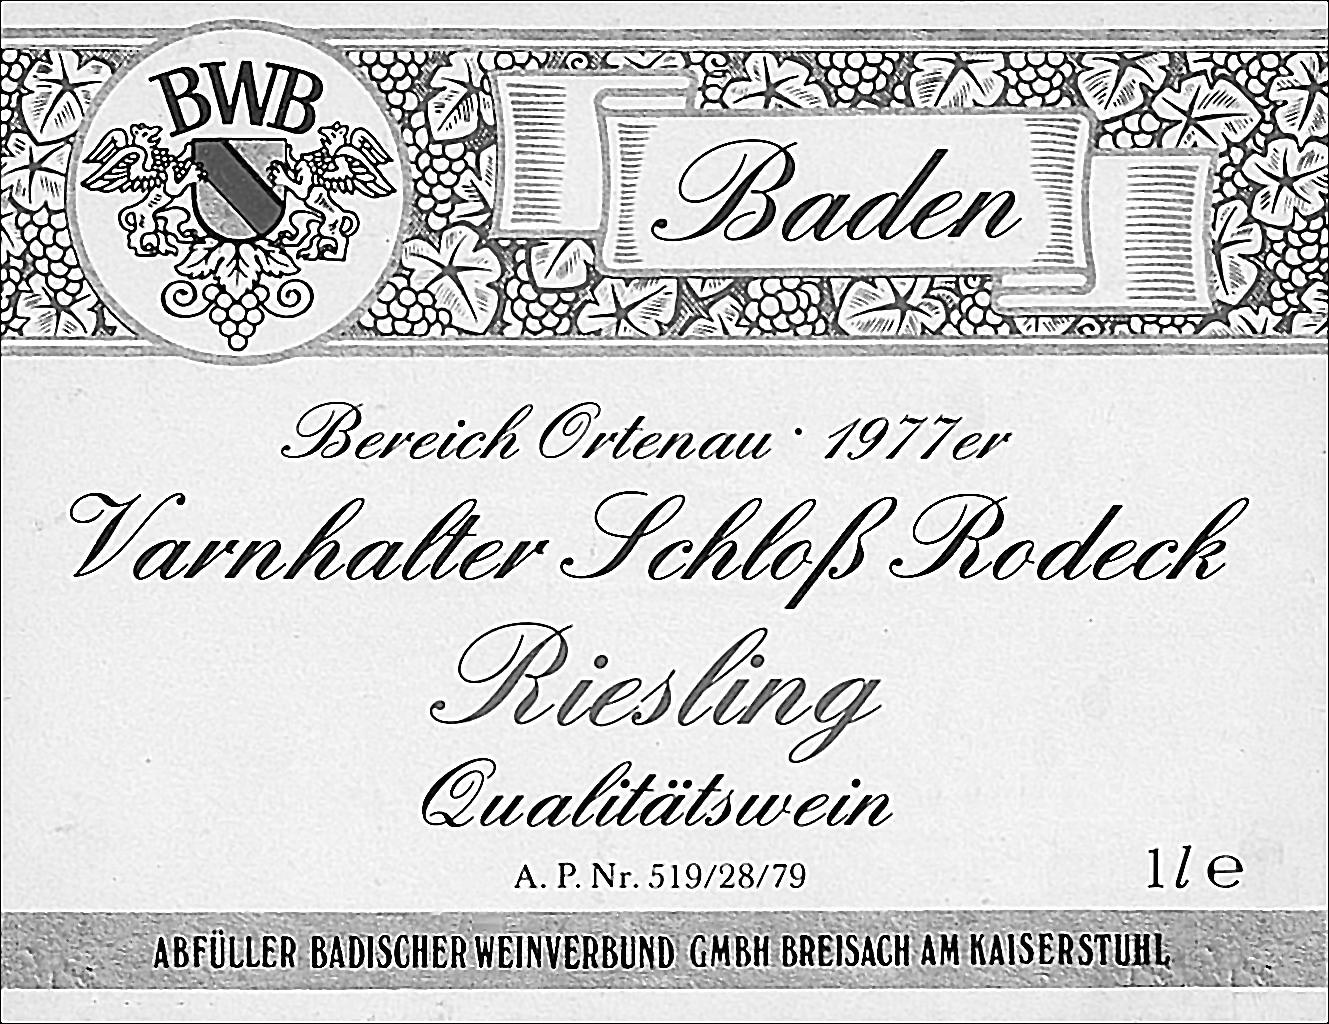 BWB
Baden
Bereich Ortenau · 1977er
Varnhalter Schloß Rodeck
Riesling
Qualitätswein
A. P. Nr. 519/28/79
1 l e
ABFÜLLER BADISCHER WEINVERBUND GMBH BREISACH AM KAISERSTUHL